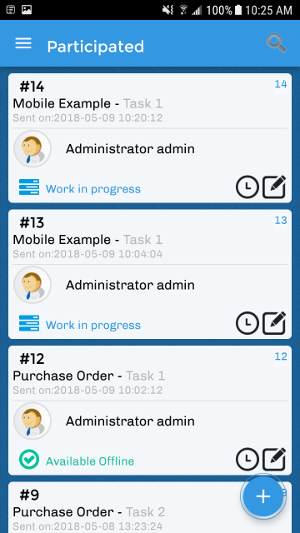 100% 10:25 AM
Participated
#14 14
Mobile Example - Task 1
Sent on:2018-05-09 10:20:12
Administrator admin
Work in progress
#13 13
Mobile Example - Task 1
Sent on:2018-05-09 10:04:04
Administrator admin
Work in progress
#12 12
Purchase Order - Task 1
Sent on:2018-05-09 10:02:12
Administrator admin
Available Offline
#9
Purchase Order - Task 2
Sent on:2018-05-08 13:23:24